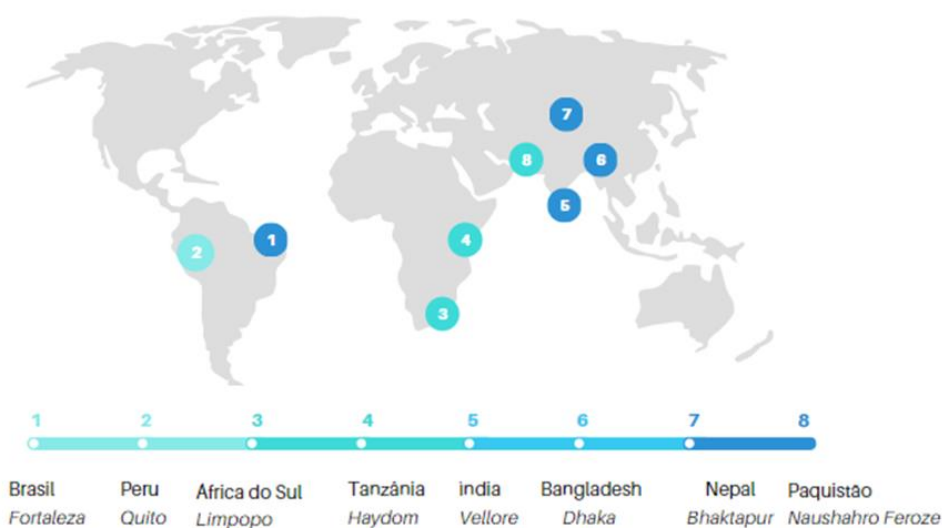 7
8
6
5
1
4
2
3
1 2 3 4 5 6 7 8
Brasil Peru Africa do Sul Tanzânia india Bangladesh Nepal Paquistão
Fortaleza Quito Limpopo Haydom Vellore Dhaka Bhaktapur Naushahro Feroze